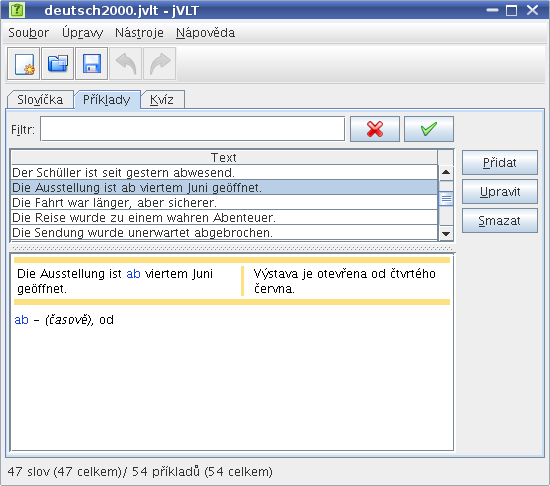 deutsch2000.jvlt - jVLT
Soubor Úpravy Nástroje Nápověda
Slovíčka Příklady Kvíz
Filtr:
Text
Der Schüller ist seit gestern abwesend.
Die Ausstellung ist ab viertem Juni geöffnet.
Die Fahrt war länger, aber sicherer.
Die Reise wurde zu einem wahren Abenteuer.
Die Sendung wurde unerwartet abgebrochen.
Přidat
Upravit
Smazat
Die Ausstellung ist ab viertem Juni
geöffnet.
Výstava je otevřena od čtvrtého
června.
ab – (časově), od
47 slov (47 celkem)/ 54 příkladů (54 celkem)